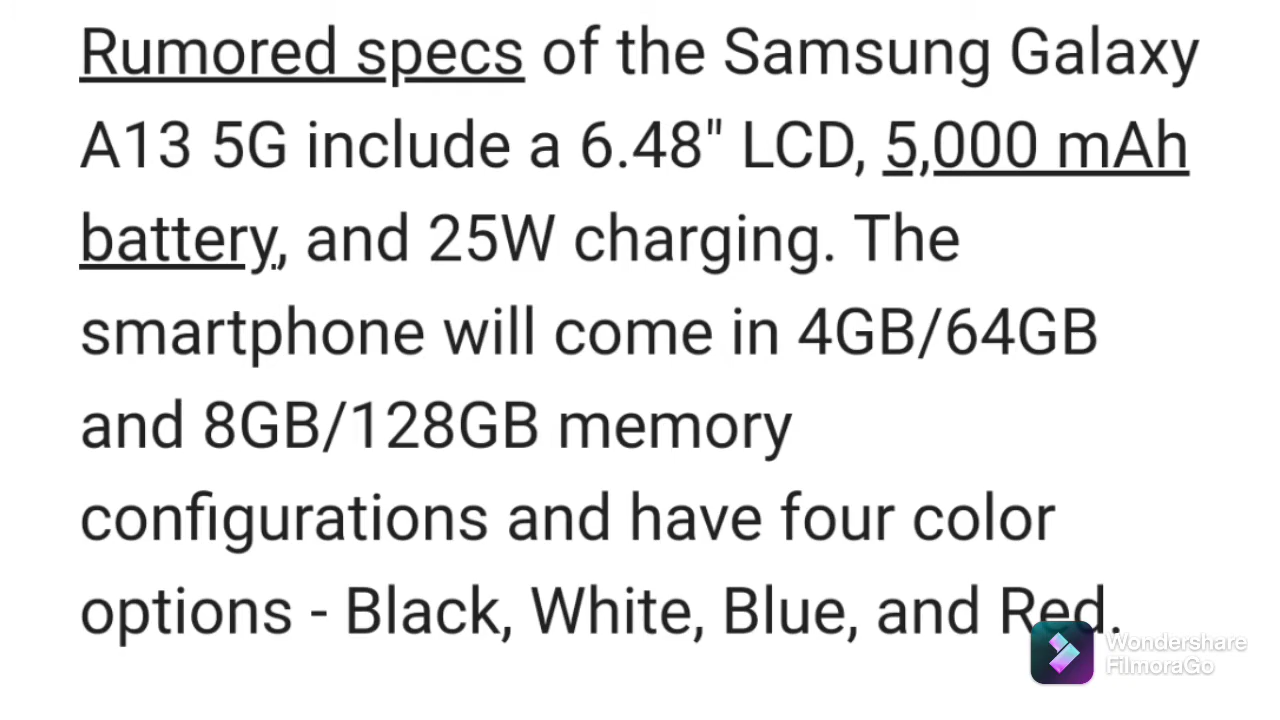 Rumored specs of the Samsung Galaxy
A13 5G include a 6.48" LCD, 5,000 mAh
battery, and 25W charging. The
smartphone will come in 4GB/64GB
and 8GB/128GB memory
configurations and have four color
options - Black, White, Blue, and Red.
Wondershare
FilmoraGo